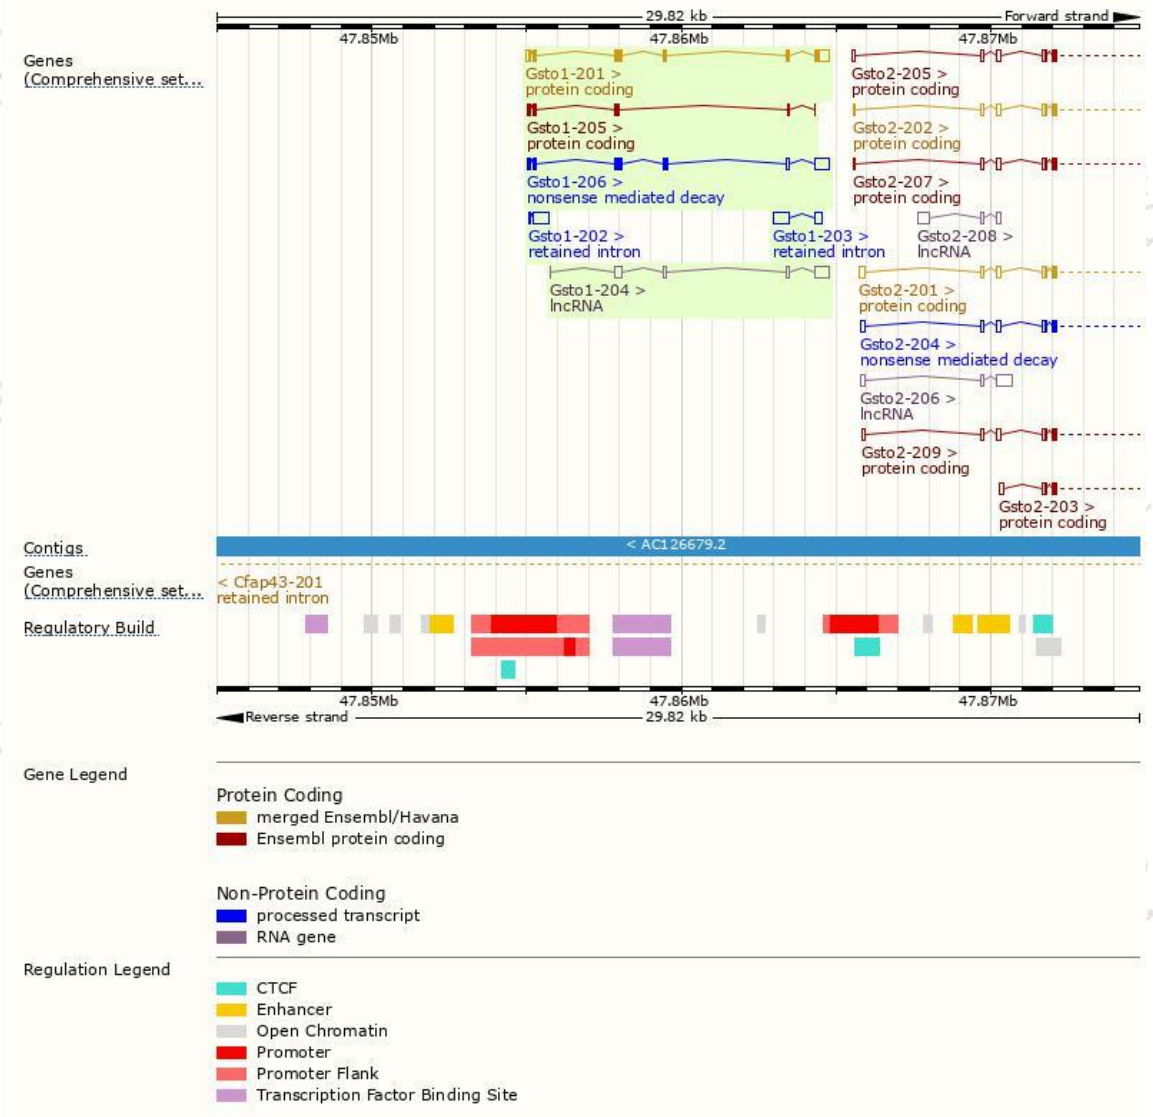 29.82 kb
Forward strand
47.85Mb 47.86Mb 47.87Mb
Genes
(Comprehensive set...
Gsto1-201 >
protein coding
Gsto2-205 >
protein coding
Gsto1-205 >
protein coding
Gsto2-202 >
protein coding
Gsto1-206 >
nonsense mediated decay
Gsto2-207 >
protein coding
Gsto1-202 >
retained intron
Gsto1-203 >
retained intron
Gsto2-208 >
lncRNA
Gsto1-204 >
lncRNA
Gsto2-201 >
protein coding
Gsto2-204 >
nonsense mediated decay
Gsto2-206 >
lncRNA
Gsto2-209 >
protein coding
Gsto2-203 >
protein coding
Contigs
< AC126679.2
Genes
(Comprehensive set...
< Cfap43-201
retained intron
Regulatory Build
47.85Mb 47.86Mb 47.87Mb
Reverse strand
29.82 kb
Gene Legend
Protein Coding
merged Ensembl/Havana
Ensembl protein coding
Non-Protein Coding
processed transcript
RNA gene
Regulation Legend
CTCF
Enhancer
Open Chromatin
Promoter
Promoter Flank
Transcription Factor Binding Site